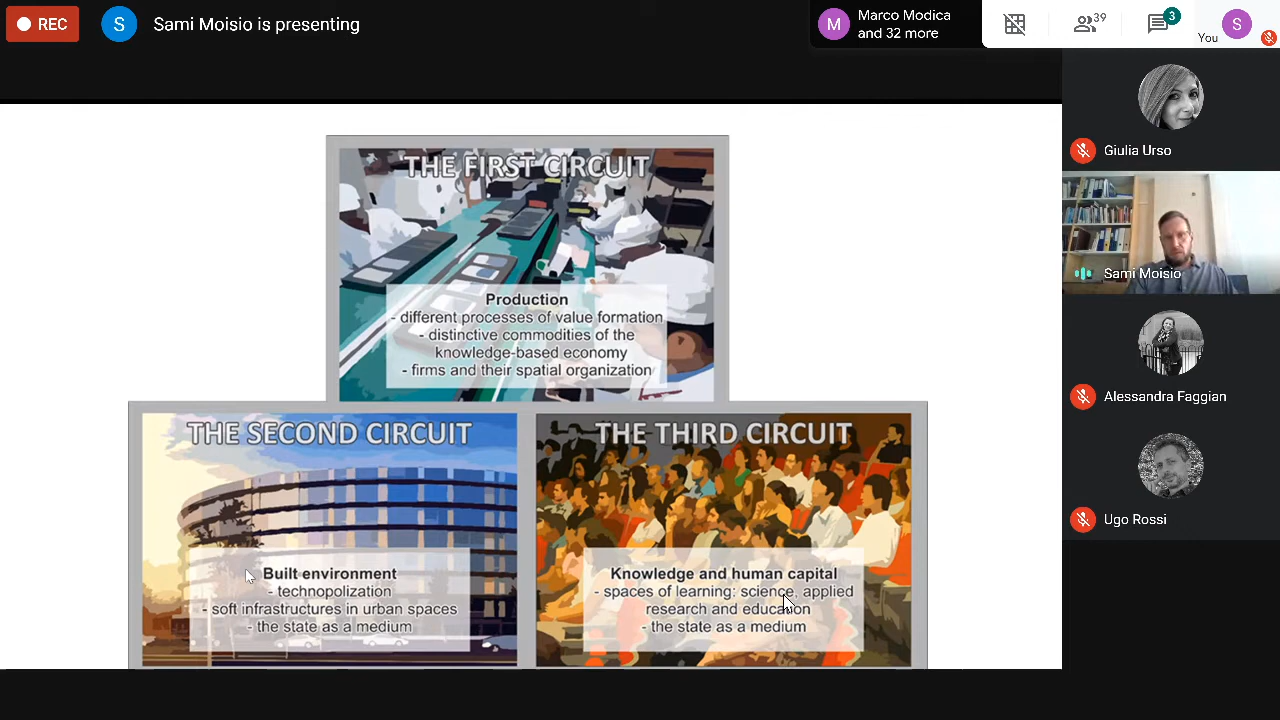 REC
S
Sami Moisio is presenting
M
Marco Modica
and 32 more
39
3
You
S
Giulia Urso
Sami Moisio
Alessandra Faggian
Ugo Rossi
THE FIRST CIRCUIT
Production
- different processes of value formation
- distinctive commodities of the
knowledge-based economy
- firms and their spatial organization
THE SECOND CIRCUIT
Built environment
- technopolization
- soft infrastructures in urban spaces
- the state as a medium
THE THIRD CIRCUIT
Knowledge and human capital
- spaces of learning: science, applied
research and education
- the state as a medium